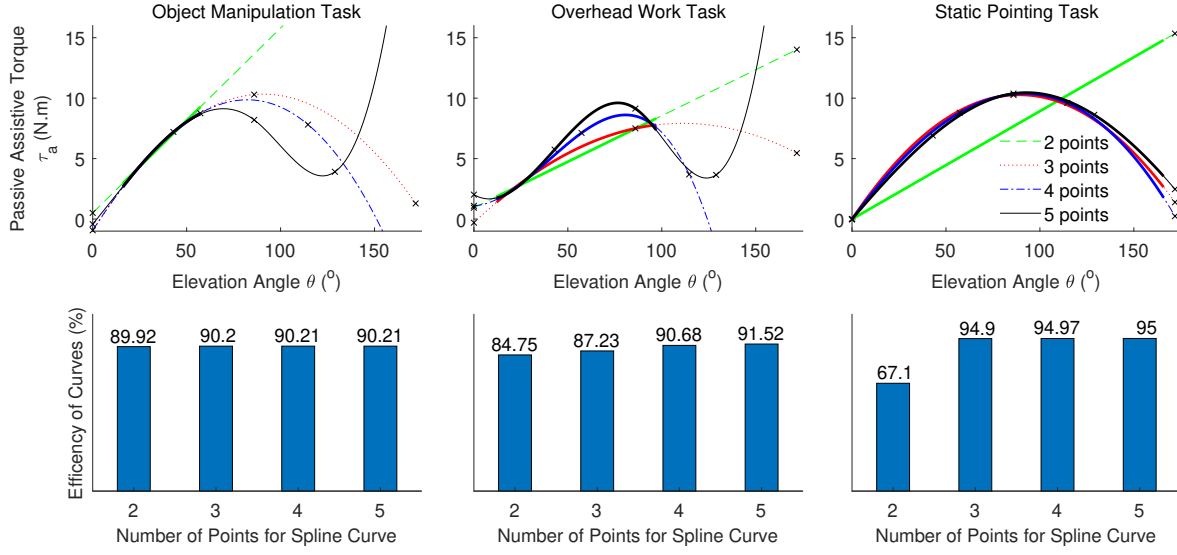 Object Manipulation Task
Overhead Work Task
Static Pointing Task
Passive Assistive Torque
τa (N.m)
15
10
5
0
0 50 100 150
Elevation Angle θ (o)
15
10
5
0
0 50 100 150
Elevation Angle θ (o)
15
10
5
0
0 50 100 150
Elevation Angle θ (o)
2 points
3 points
4 points
5 points
Efficency of Curves (%)
89.92 90.2 90.21 90.21
2 3 4 5
Number of Points for Spline Curve
84.75 87.23 90.68 91.52
2 3 4 5
Number of Points for Spline Curve
67.1 94.9 94.97 95
2 3 4 5
Number of Points for Spline Curve